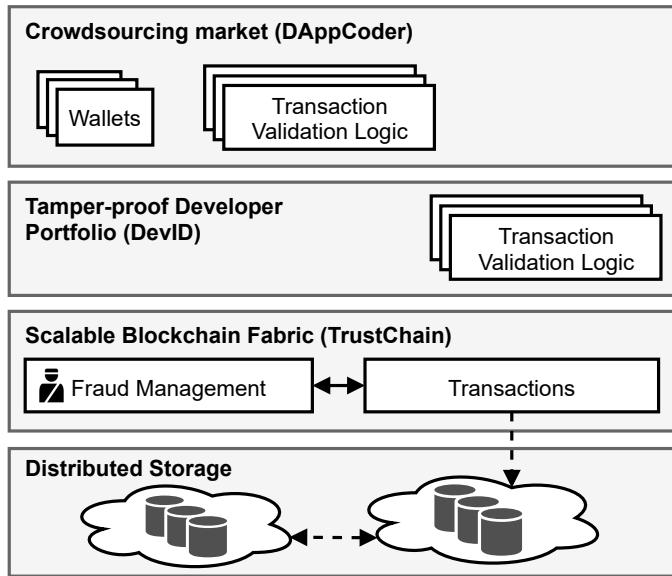 Crowdsourcing market (DAppCoder)
Wallets
Transaction
Validation Logic
Tamper-proof Developer
Portfolio (DevID)
Transaction
Validation Logic
Scalable Blockchain Fabric (TrustChain)
Fraud Management
Transactions
Distributed Storage